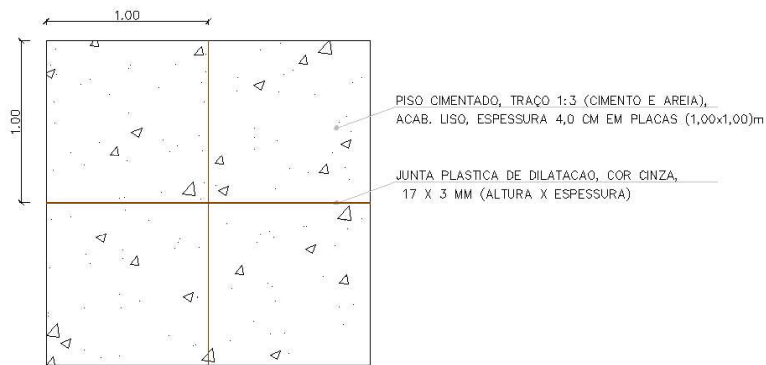 1.00
1.00
PISO CIMENTADO, TRAÇO 1:3 (CIMENTO E AREIA),
ACAB. LISO, ESPESSURA 4,0 CM EM PLACAS (1,00x1,00)m
JUNTA PLASTICA DE DILATACAO, COR CINZA,
17 X 3 MM (ALTURA X ESPESSURA)